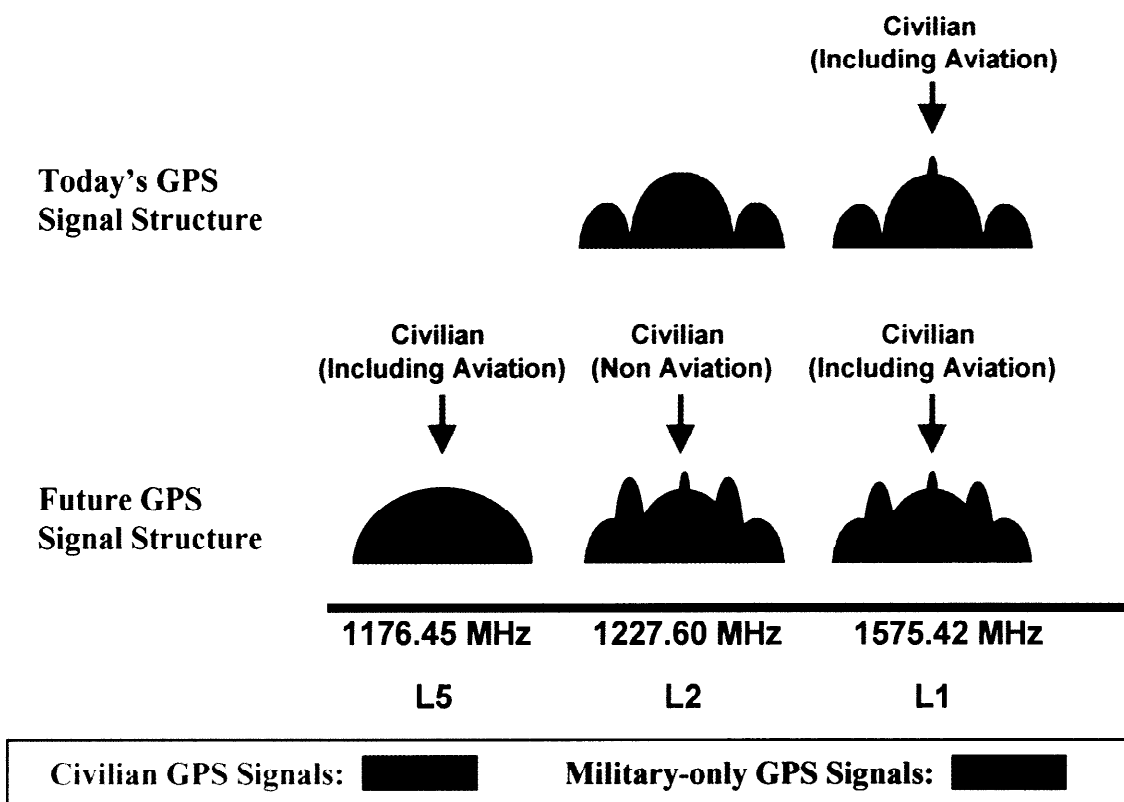 Civilian
(Including Aviation)
Today's GPS
Signal Structure
Civilian
(Including Aviation)
Civilian
(Non Aviation)
Civilian
(Including Aviation)
Future GPS
Signal Structure
1176.45 MHz
1227.60 MHz
1575.42 MHz
L5
L2
L1
Civilian GPS Signals:
Military-only GPS Signals: